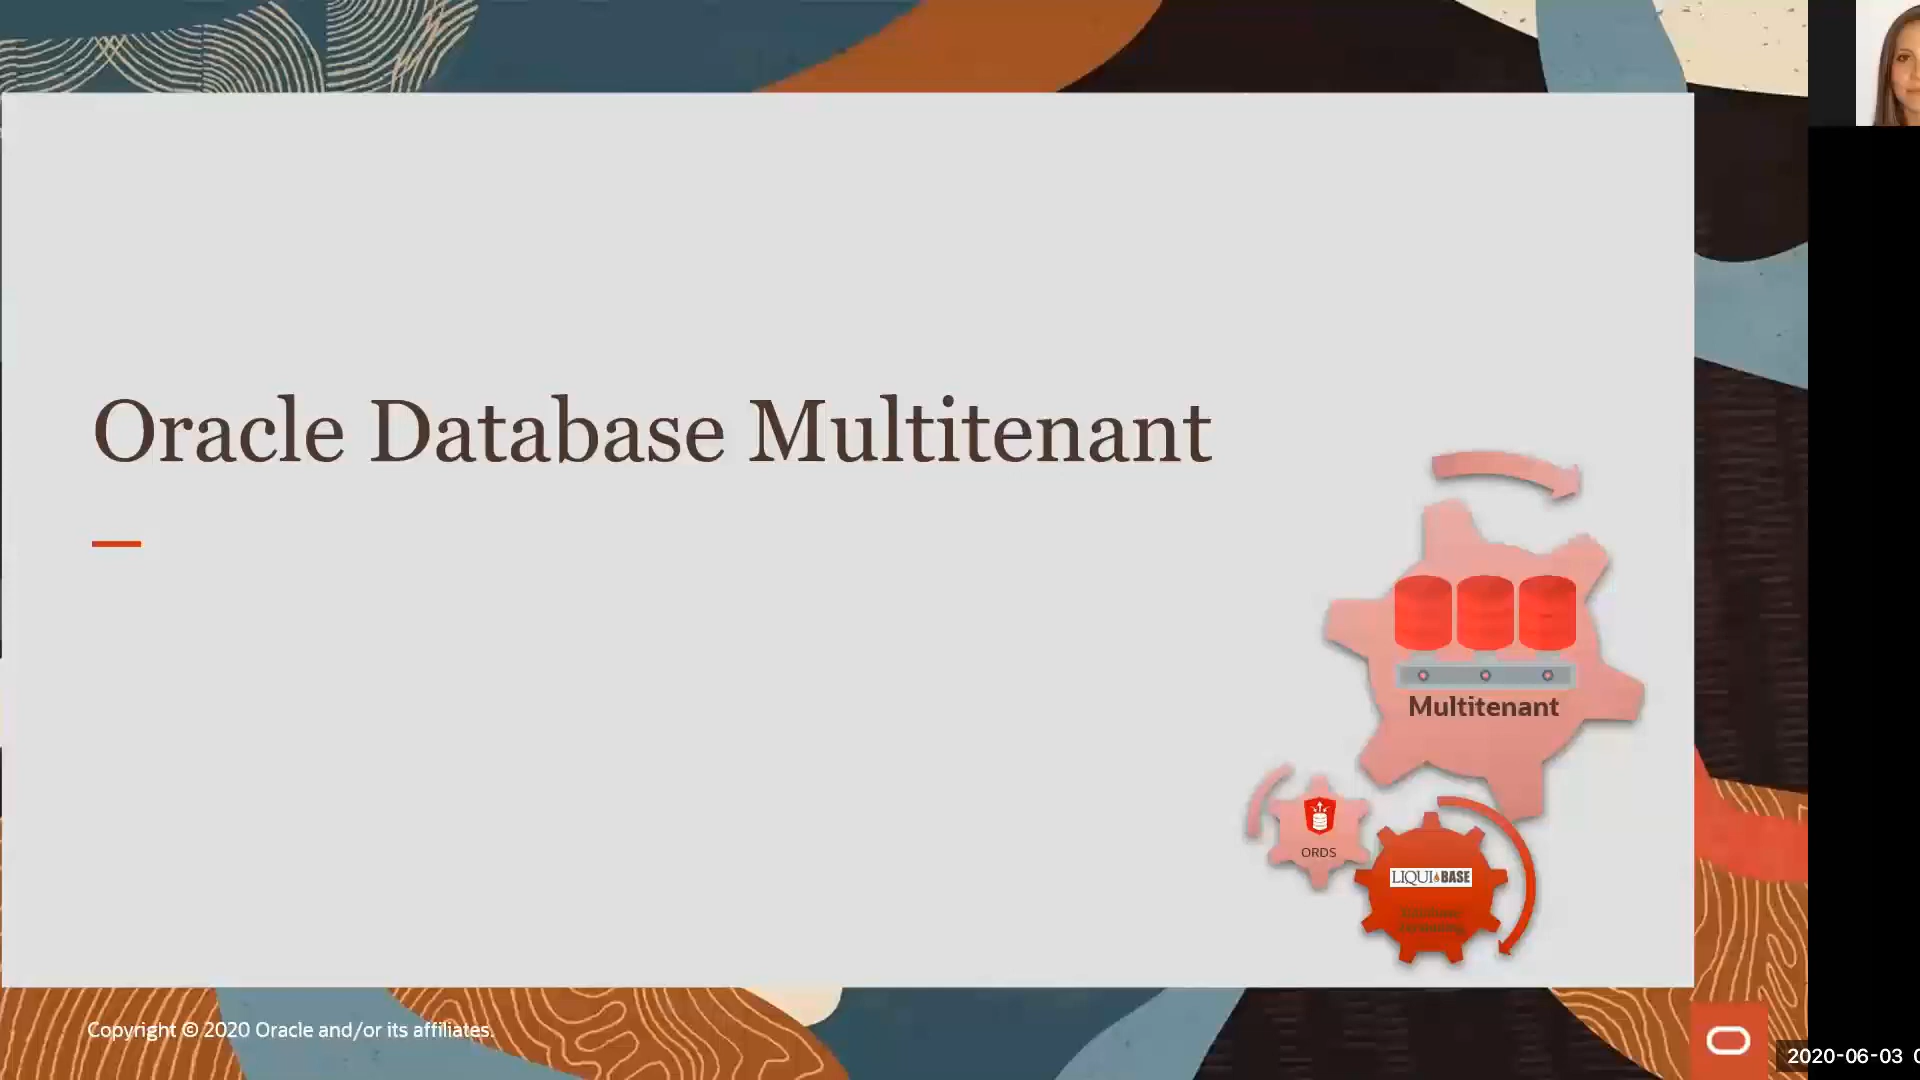 Oracle Database Multitenant
Multitenant
ORDS
LIQUIBASE
Copyright © 2020 Oracle and/or its affiliates.
2020-06-03